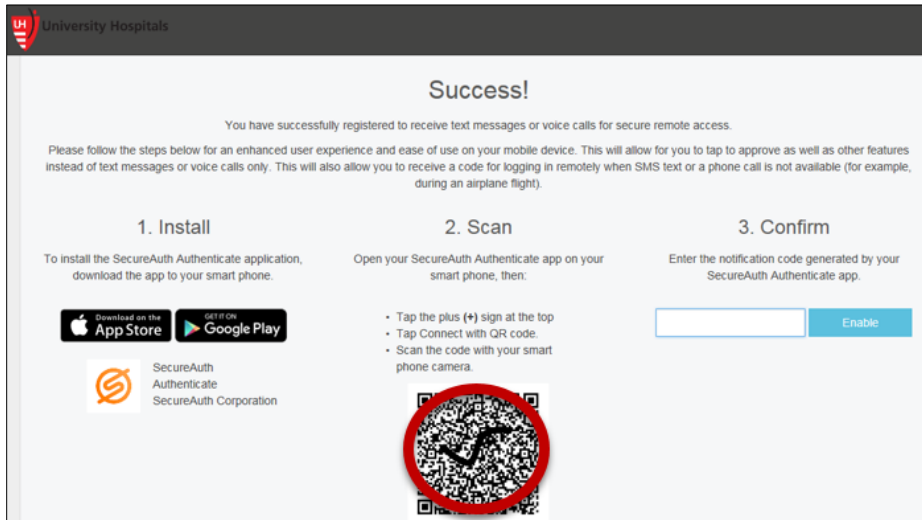 UH University Hospitals
Success!
You have successfully registered to receive text messages or voice calls for secure remote access.
Please follow the steps below for an enhanced user experience and ease of use on your mobile device. This will allow for you to tap to approve as well as other features
instead of text messages or voice calls only. This will also allow you to receive a code for logging in remotely when SMS text or a phone call is not available (for example,
during an airplane flight).
1. Install
To install the SecureAuth Authenticate application,
download the app to your smart phone.
Download on the
App Store
GET IT ON
Google Play
SecureAuth
Authenticate
SecureAuth Corporation
2. Scan
Open your SecureAuth Authenticate app on your
smart phone, then:
• Tap the plus (+) sign at the top
• Tap Connect with QR code.
• Scan the code with your smart
phone camera.
3. Confirm
Enter the notification code generated by your
SecureAuth Authenticate app.
Enable